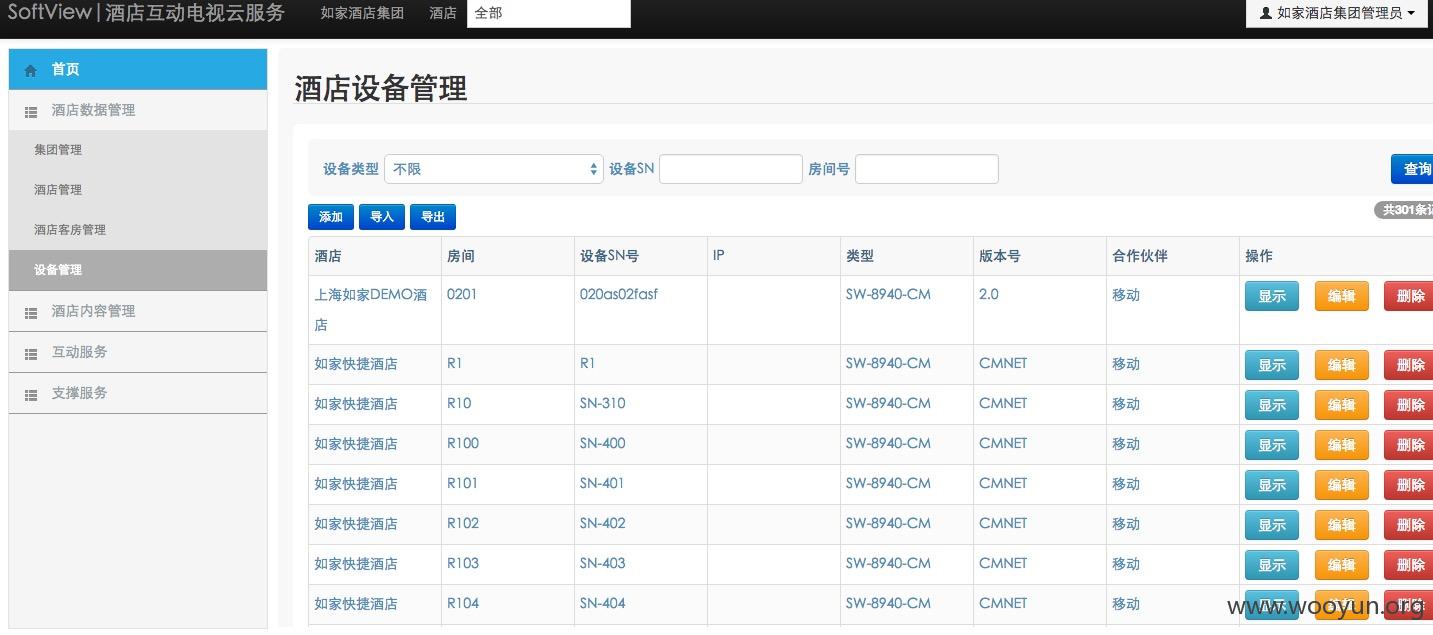 SoftView | 酒店互动电视云服务 如家酒店集团 酒店 全部 如家酒店集团管理员
首页
酒店数据管理
集团管理
酒店管理
酒店客房管理
设备管理
酒店内容管理
互动服务
支撑服务
酒店设备管理
设备类型 不限 设备SN 房间号 查询
添加 导入 导出 共301条
酒店 房间 设备SN号 IP 类型 版本号 合作伙伴 操作
上海如家DEMO酒 0201 020as02fasf SW-8940-CM 2.0 移动 显示 编辑 删除
店
如家快捷酒店 R1 R1 SW-8940-CM CMNET 移动 显示 编辑 删除
如家快捷酒店 R10 SN-310 SW-8940-CM CMNET 移动 显示 编辑 删除
如家快捷酒店 R100 SN-400 SW-8940-CM CMNET 移动 显示 编辑 删除
如家快捷酒店 R101 SN-401 SW-8940-CM CMNET 移动 显示 编辑 删除
如家快捷酒店 R102 SN-402 SW-8940-CM CMNET 移动 显示 编辑 删除
如家快捷酒店 R103 SN-403 SW-8940-CM CMNET 移动 显示 编辑 删除
如家快捷酒店 R104 SN-404 SW-8940-CM CMNET 移动 显示 编辑 删除
www.wooyun.org